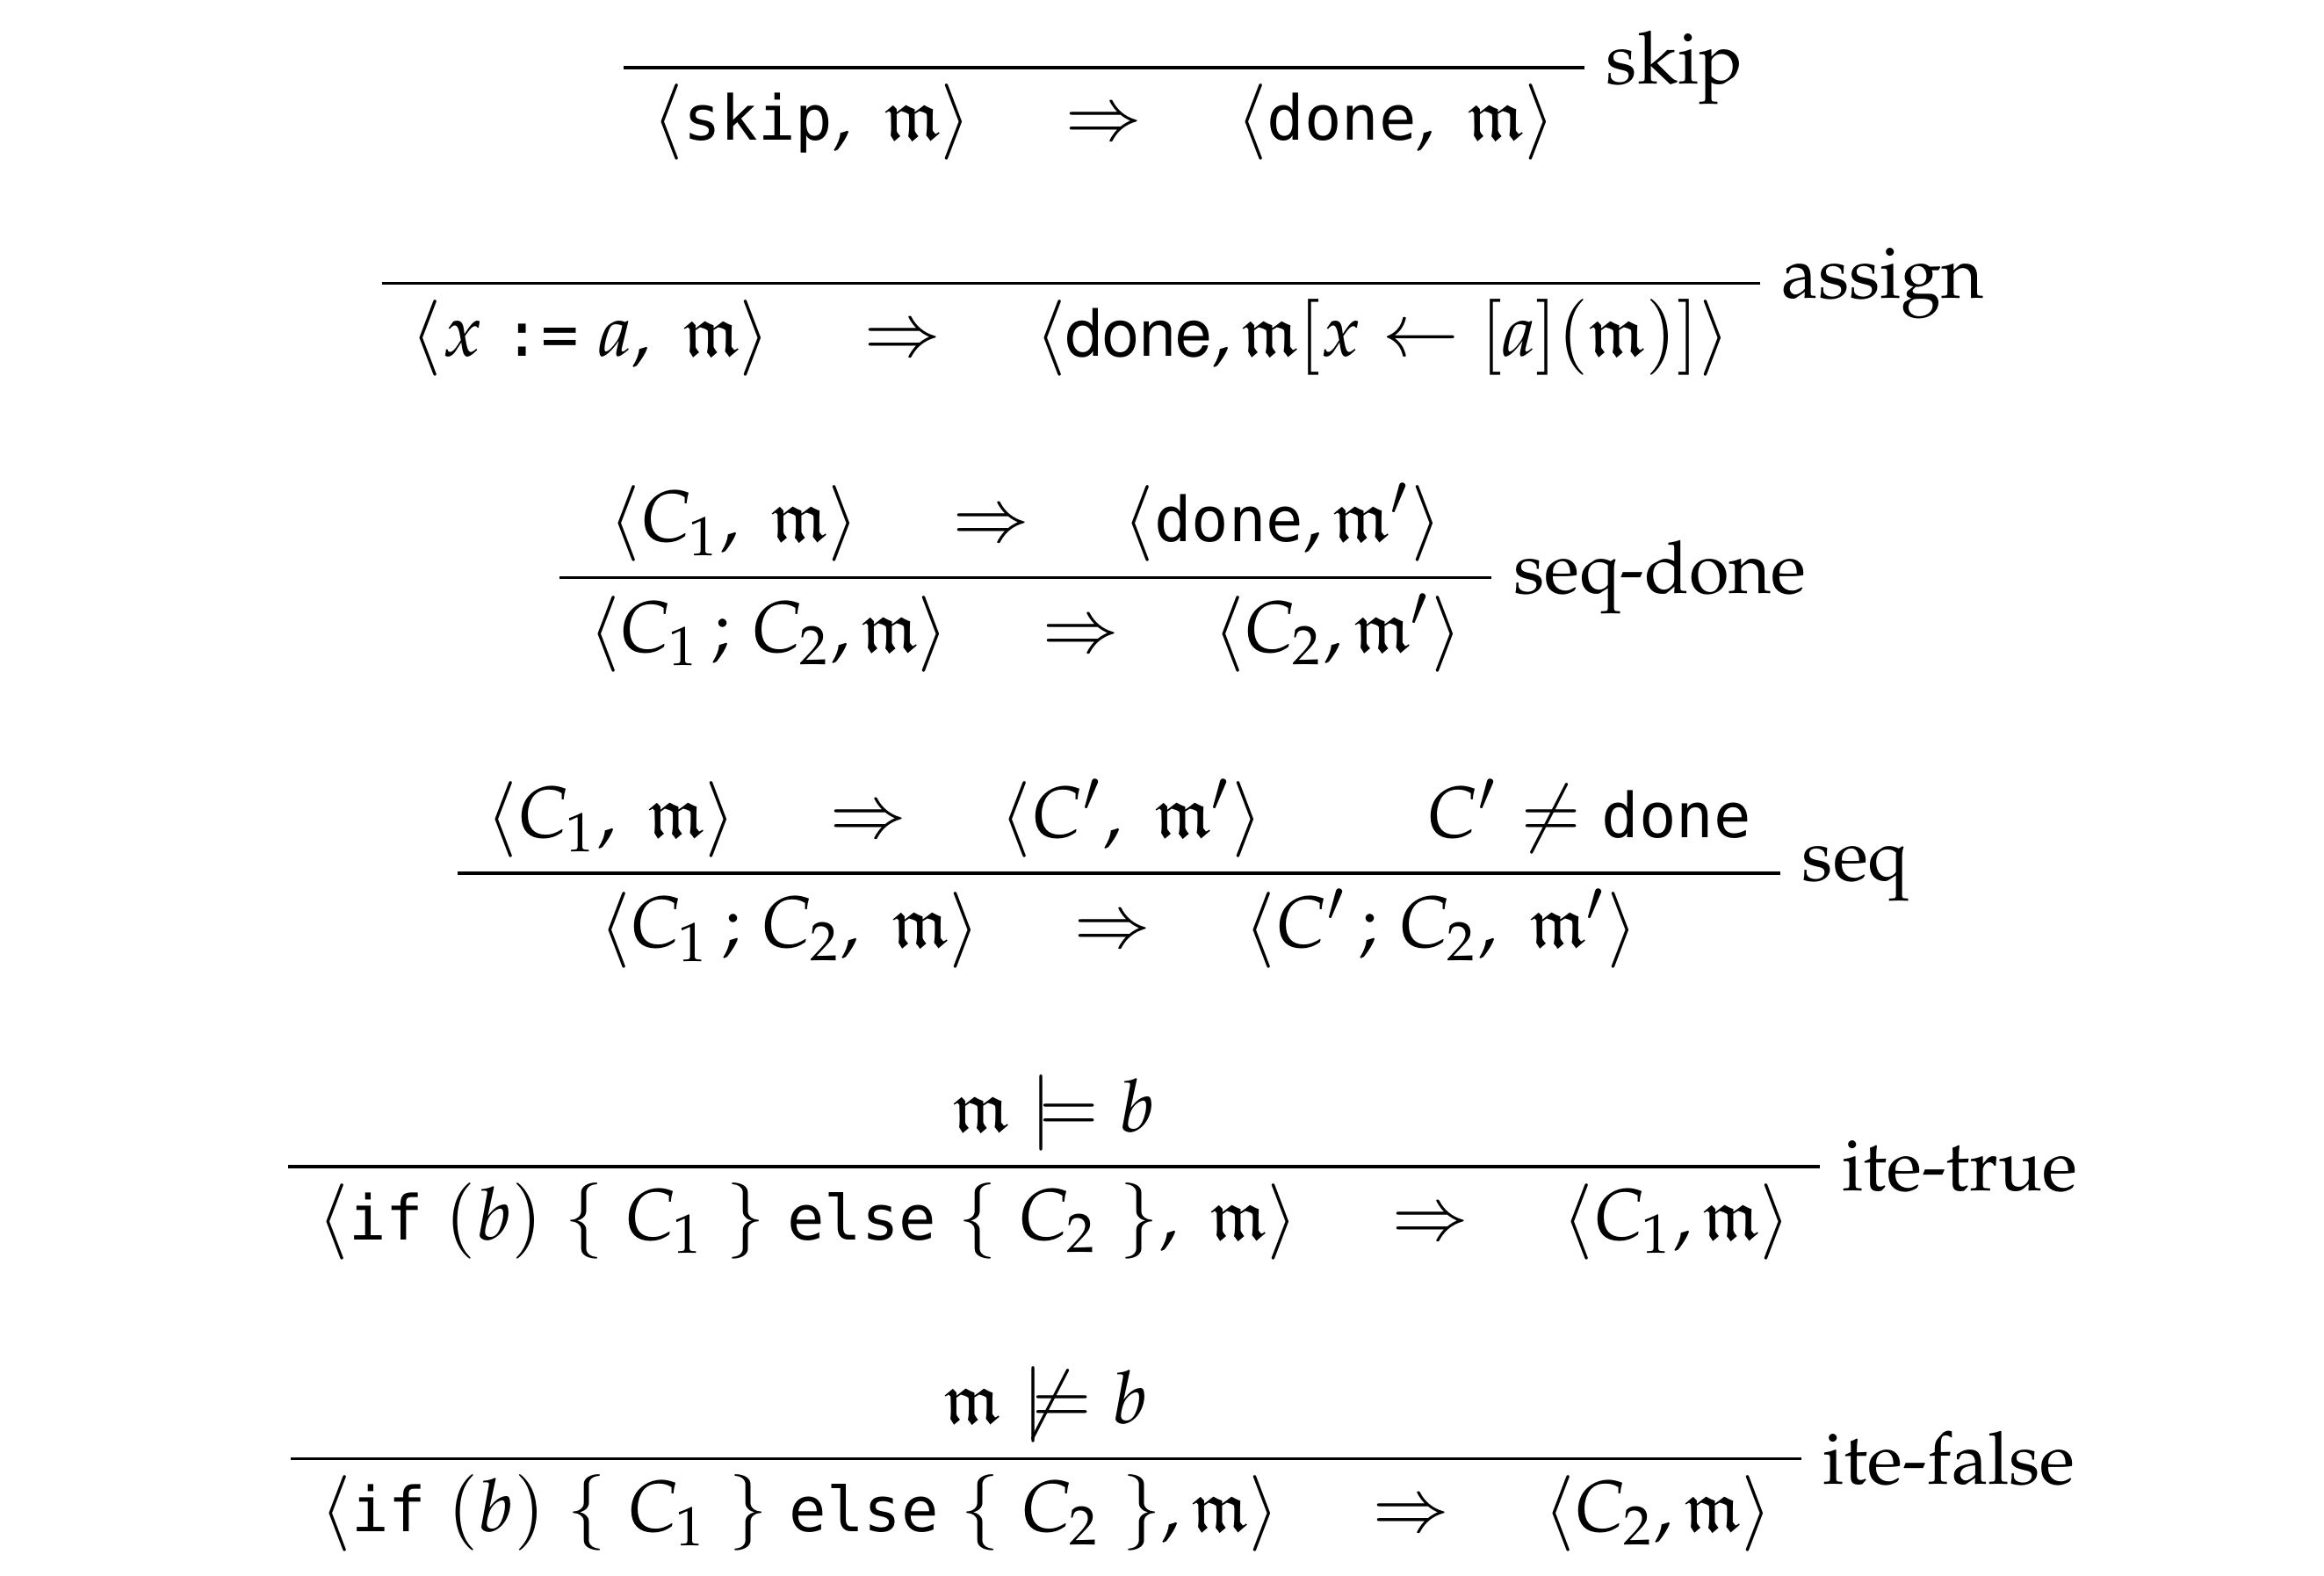 skip
⟨skip, 𝔪⟩ ⇒ ⟨done, 𝔪⟩
assign
⟨x := a, 𝔪⟩ ⇒ ⟨done, 𝔪[x ← [a](𝔪)]⟩
⟨C₁, 𝔪⟩ ⇒ ⟨done, 𝔪′⟩
seq-done
⟨C₁ ; C₂, 𝔪⟩ ⇒ ⟨C₂, 𝔪′⟩
⟨C₁, 𝔪⟩ ⇒ ⟨C′, 𝔪′⟩ C′ ≠ done
seq
⟨C₁ ; C₂, 𝔪⟩ ⇒ ⟨C′ ; C₂, 𝔪′⟩
𝔪 ⊨ b
ite-true
⟨if (b) { C₁ } else { C₂ }, 𝔪⟩ ⇒ ⟨C₁, 𝔪⟩
𝔪 ⊭ b
ite-false
⟨if (b) { C₁ } else { C₂ }, 𝔪⟩ ⇒ ⟨C₂, 𝔪⟩